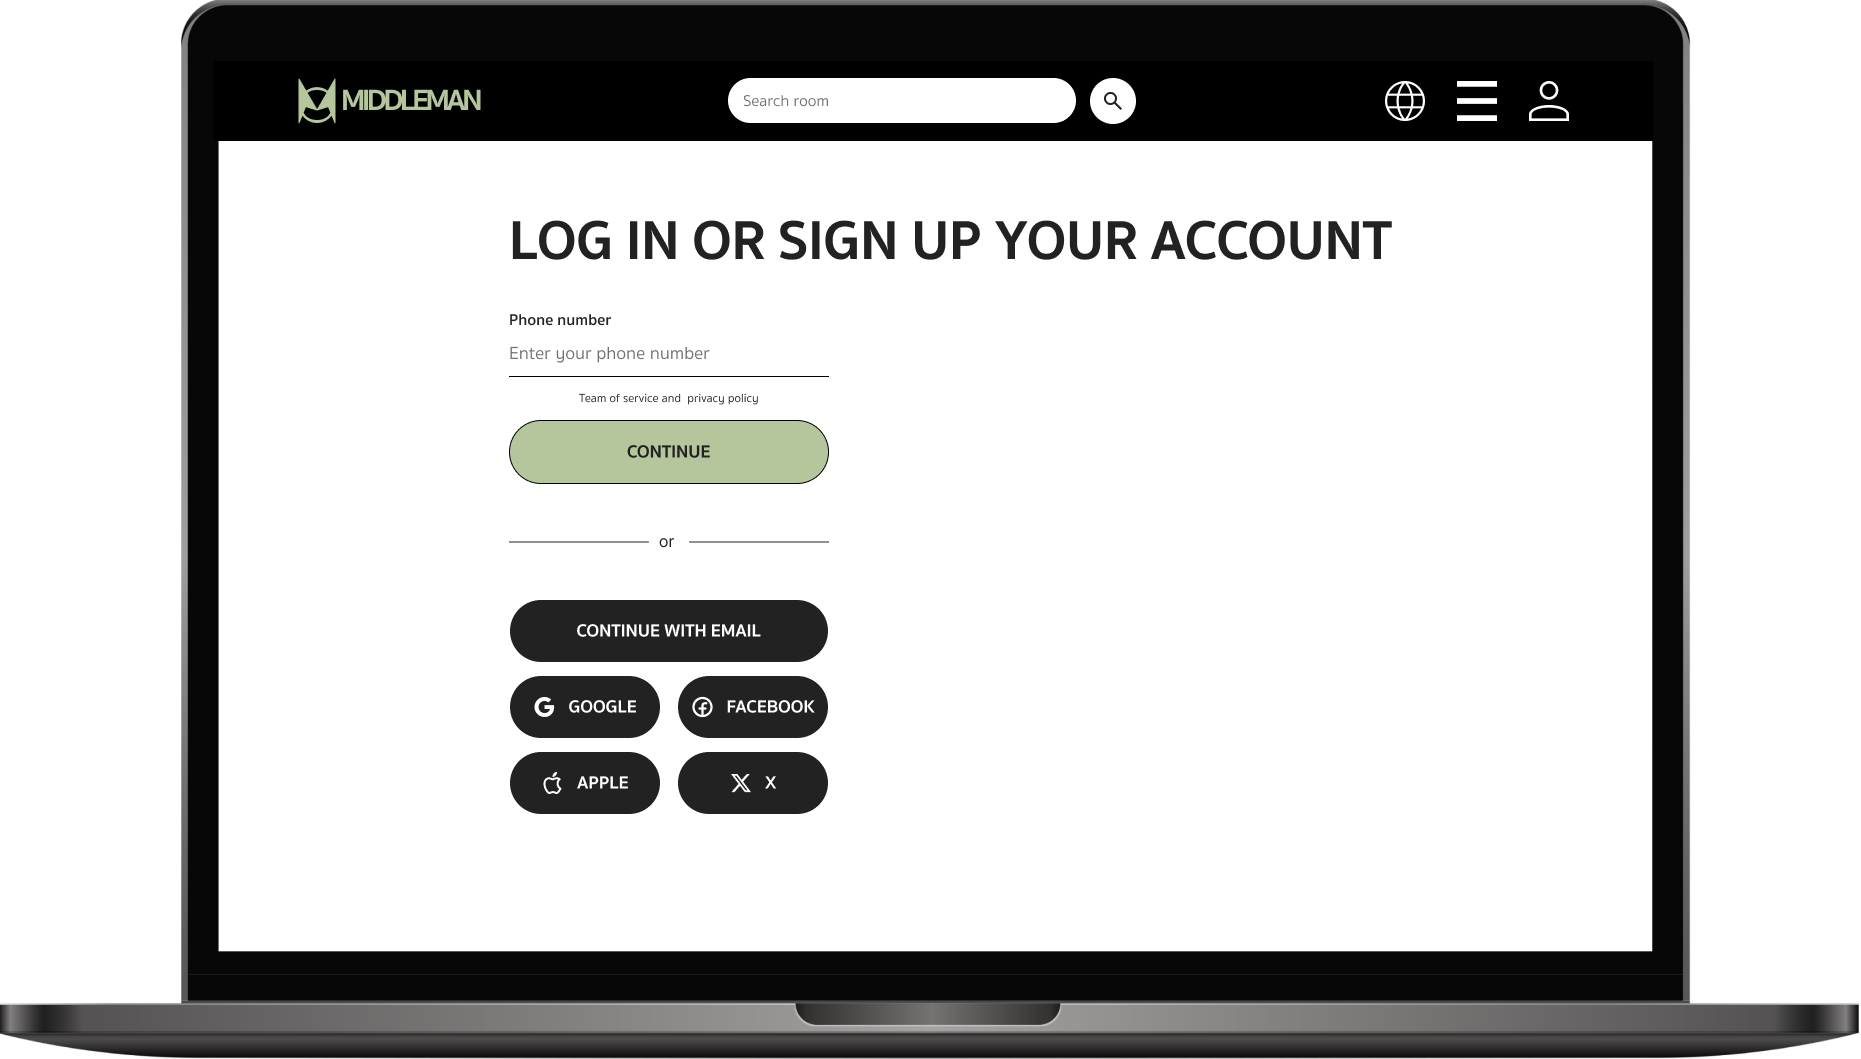 MIDDLEMAN
Search room
LOG IN OR SIGN UP YOUR ACCOUNT
Phone number
Enter your phone number
Team of service and  privacy policy
CONTINUE
or
CONTINUE WITH EMAIL
GOOGLE
FACEBOOK
APPLE
X